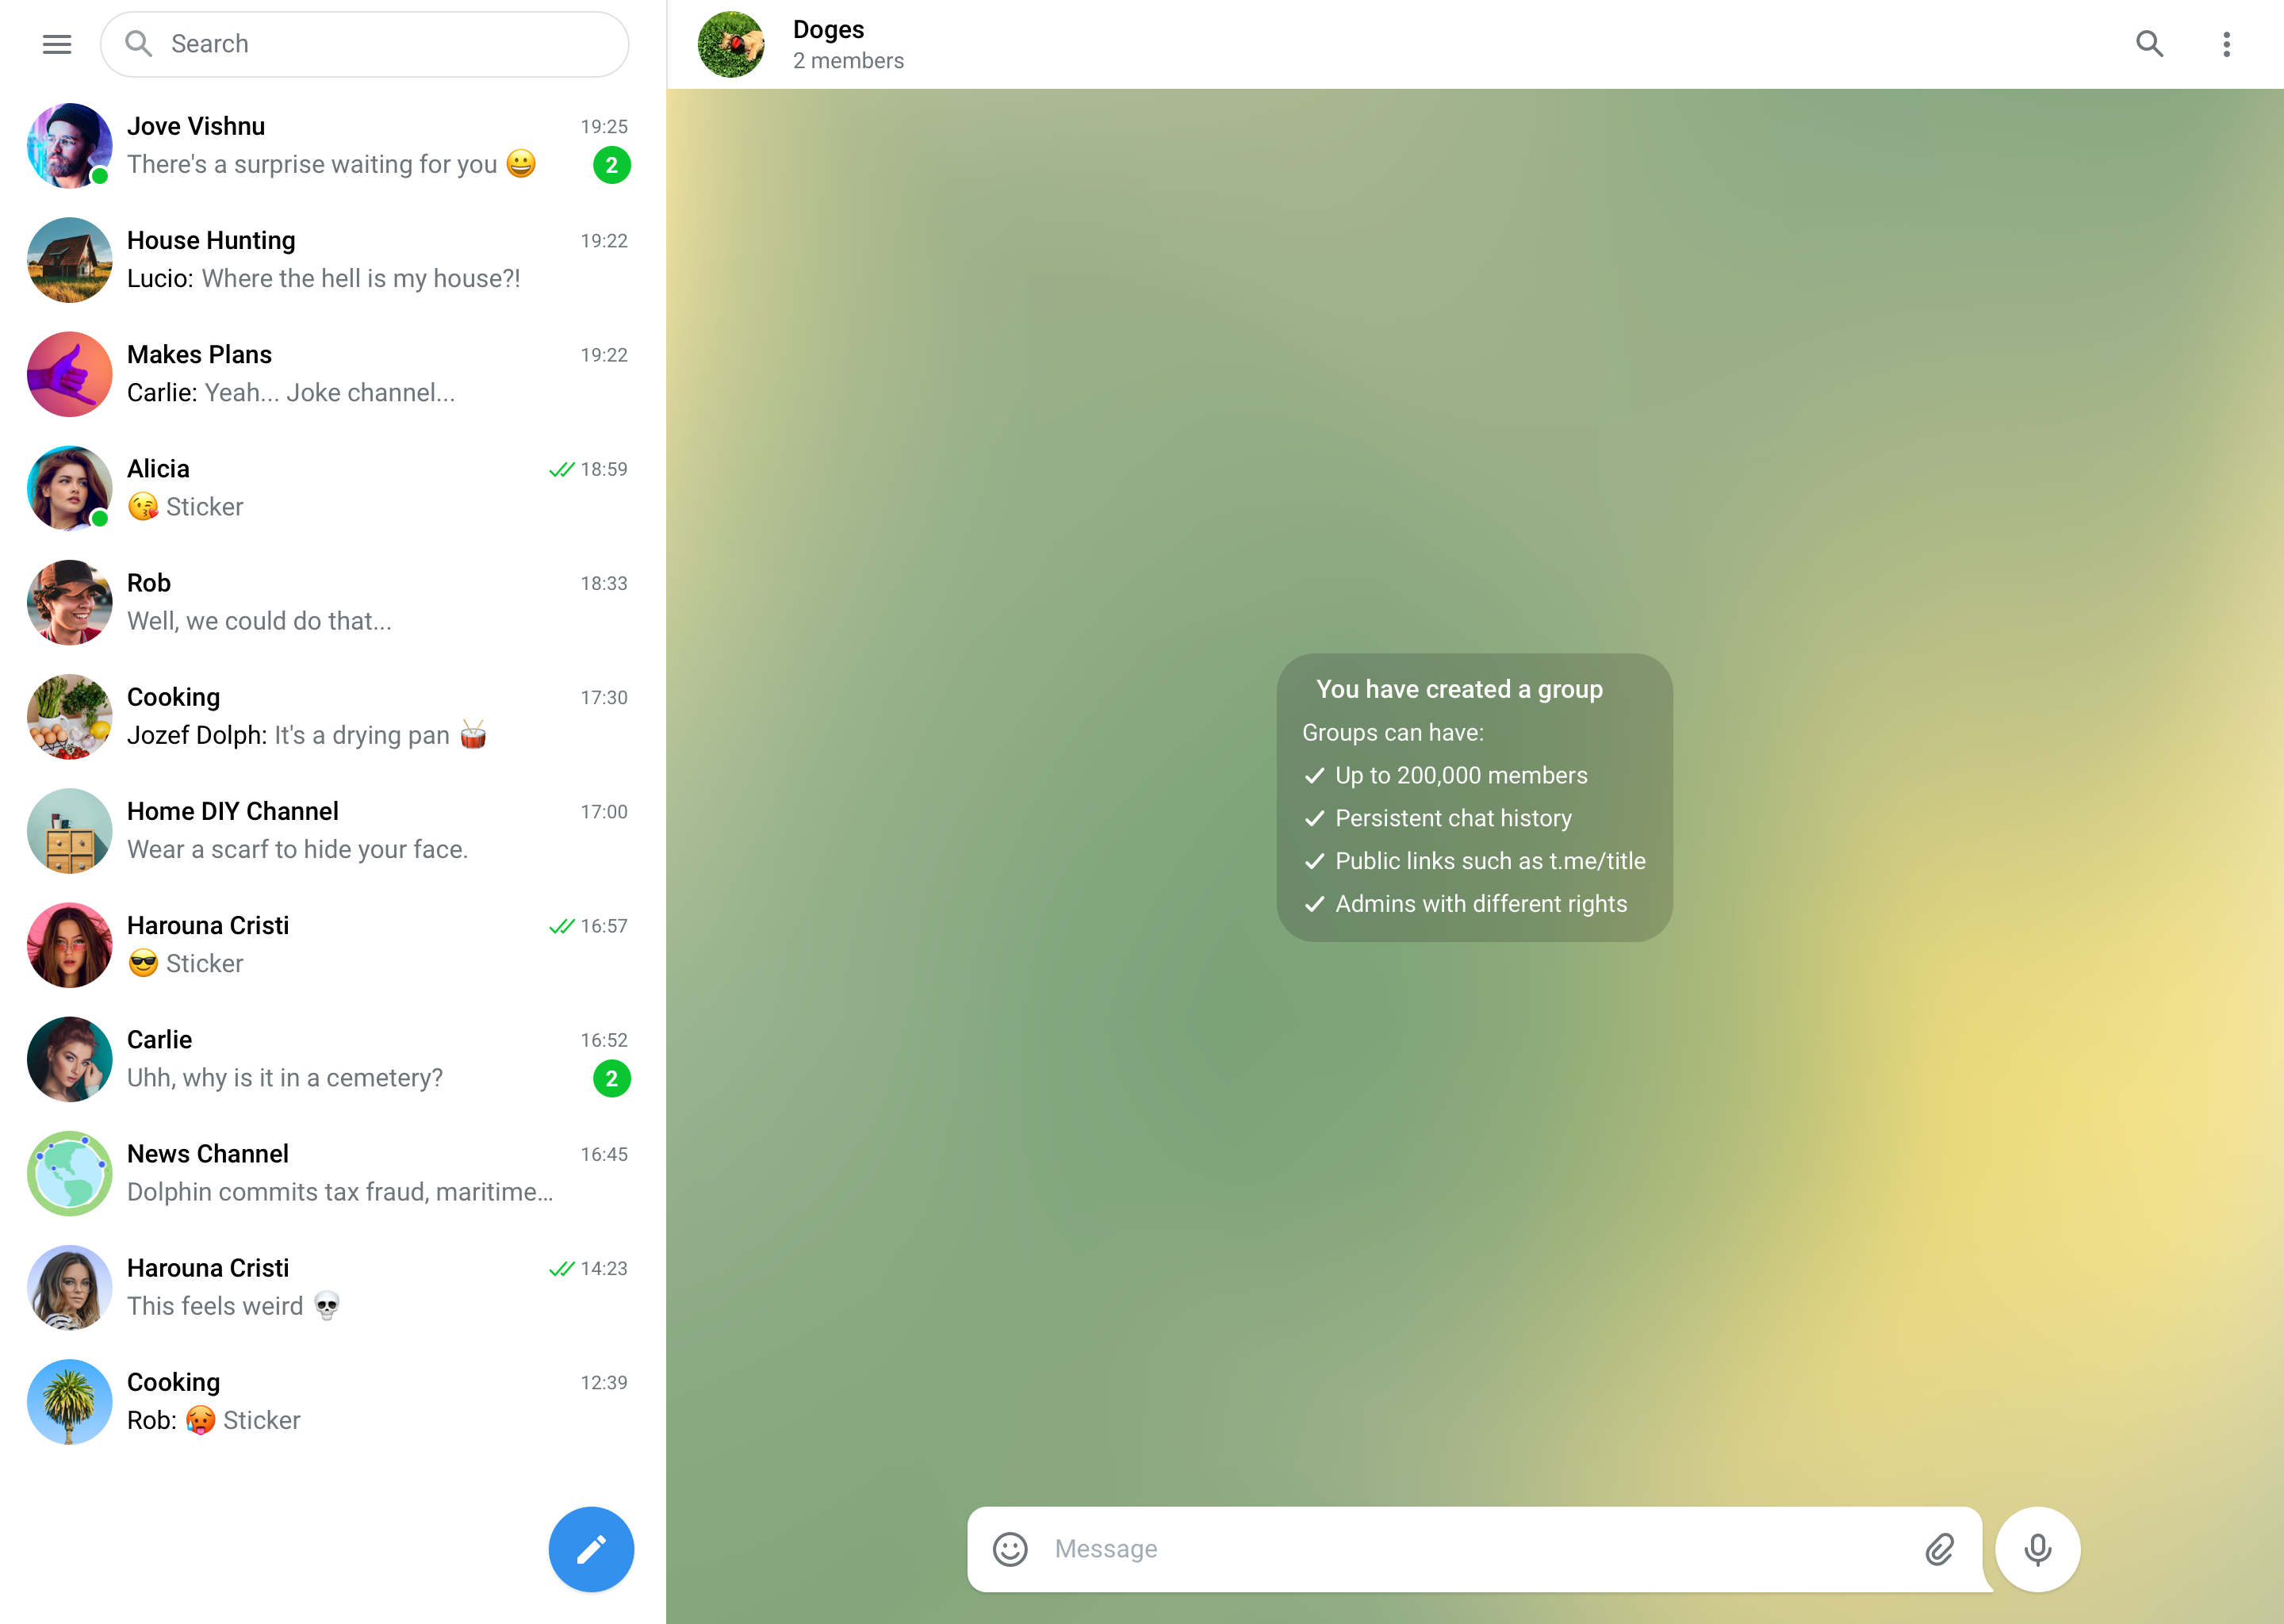 Search
Jove Vishnu 19:25
There's a surprise waiting for you 😀 2
House Hunting 19:22
Lucio: Where the hell is my house?!
Makes Plans 19:22
Carlie: Yeah... Joke channel...
Alicia 18:59
😘 Sticker
Rob 18:33
Well, we could do that...
Cooking 17:30
Jozef Dolph: It's a drying pan 🥁
Home DIY Channel 17:00
Wear a scarf to hide your face.
Harouna Cristi 16:57
😎 Sticker
Carlie 16:52
Uhh, why is it in a cemetery? 2
News Channel 16:45
Dolphin commits tax fraud, maritime...
Harouna Cristi 14:23
This feels weird 💀
Cooking 12:39
Rob: 🥵 Sticker
Doges
2 members
You have created a group
Groups can have:
Up to 200,000 members
Persistent chat history
Public links such as t.me/title
Admins with different rights
Message